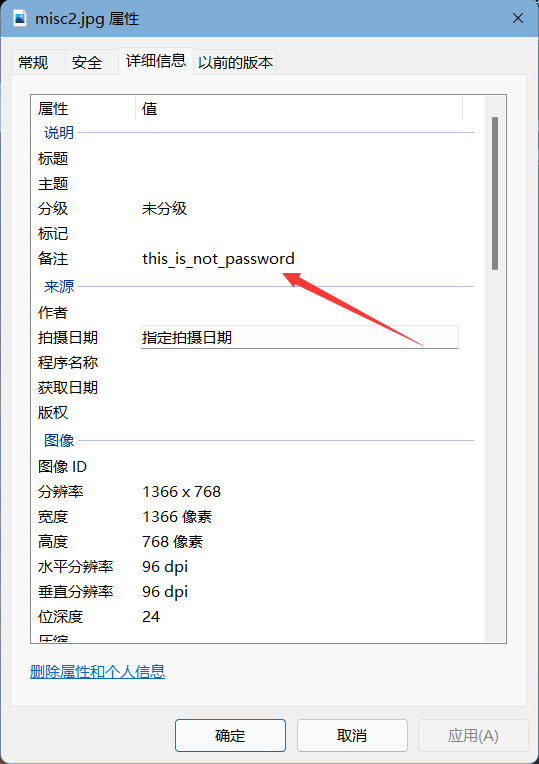 misc2.jpg 属性
常规 安全 详细信息 以前的版本
属性 值
说明
标题
主题
分级 未分级
标记
备注 this_is_not_password
来源
作者
拍摄日期 指定拍摄日期
程序名称
获取日期
版权
图像
图像 ID
分辨率 1366 x 768
宽度 1366 像素
高度 768 像素
水平分辨率 96 dpi
垂直分辨率 96 dpi
位深度 24
压缩
删除属性和个人信息
确定 取消 应用(A)